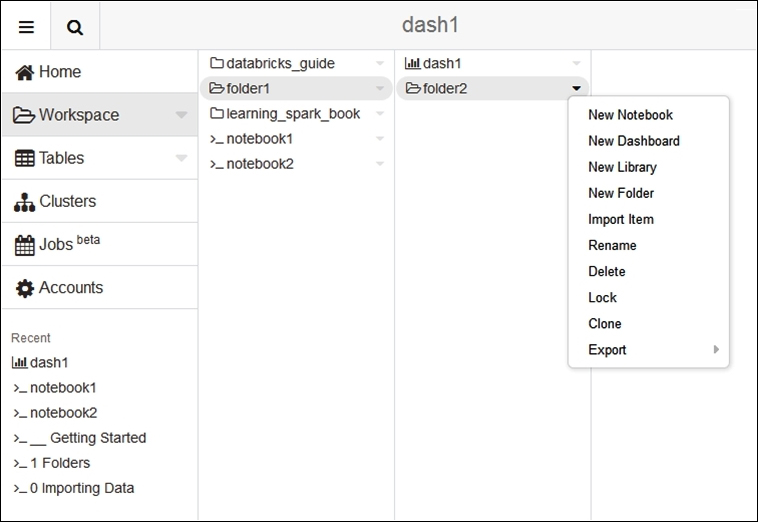 dash1
Home
Workspace
Tables
Clusters
Jobs beta
Accounts
Recent
dash1
notebook1
notebook2
__ Getting Started
1 Folders
0 Importing Data
databricks_guide
folder1
learning_spark_book
notebook1
notebook2
dash1
folder2
New Notebook
New Dashboard
New Library
New Folder
Import Item
Rename
Delete
Lock
Clone
Export